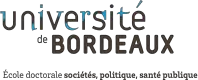 université
de BORDEAUX
École doctorale sociétés, politique, santé publique